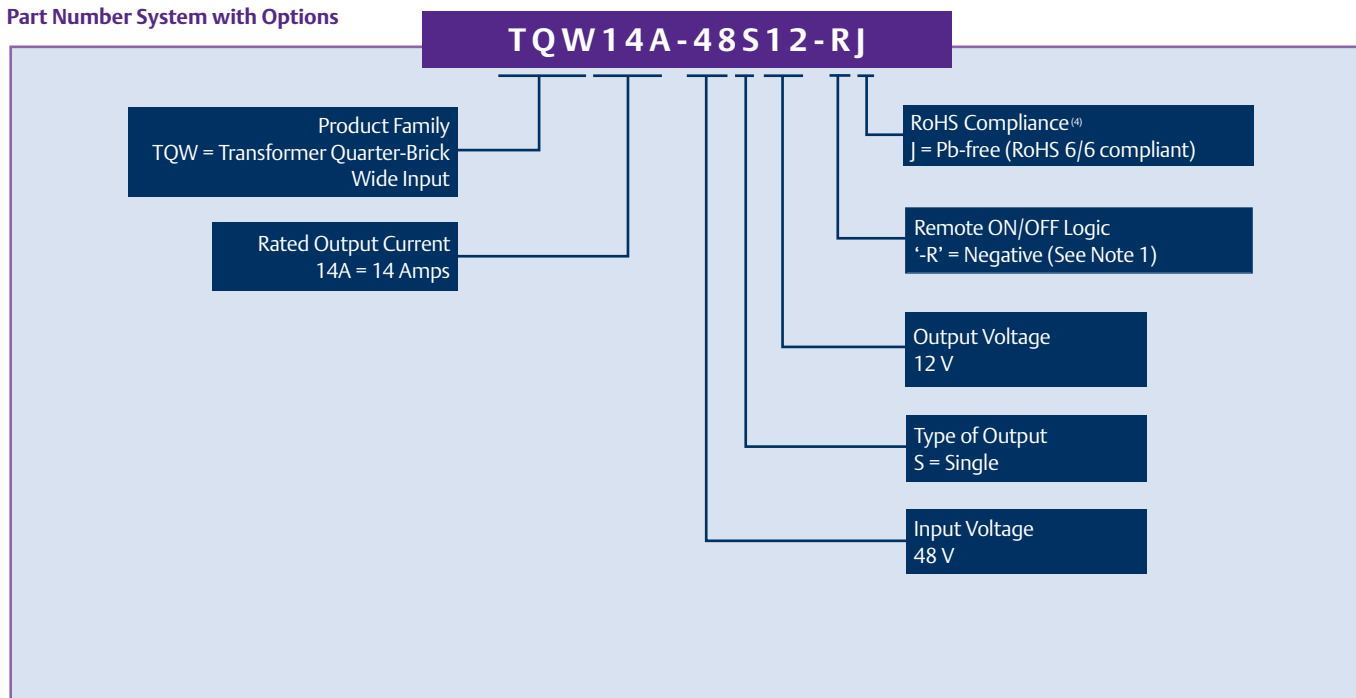 Part Number System with Options
TQW14A-48S12-RJ
Product Family
TQW = Transformer Quarter-Brick
Wide Input
Rated Output Current
14A = 14 Amps
RoHS Compliance (4)
J = Pb-free (RoHS 6/6 compliant)
Remote ON/OFF Logic
‘-R’ = Negative (See Note 1)
Output Voltage
12 V
Type of Output
S = Single
Input Voltage
48 V